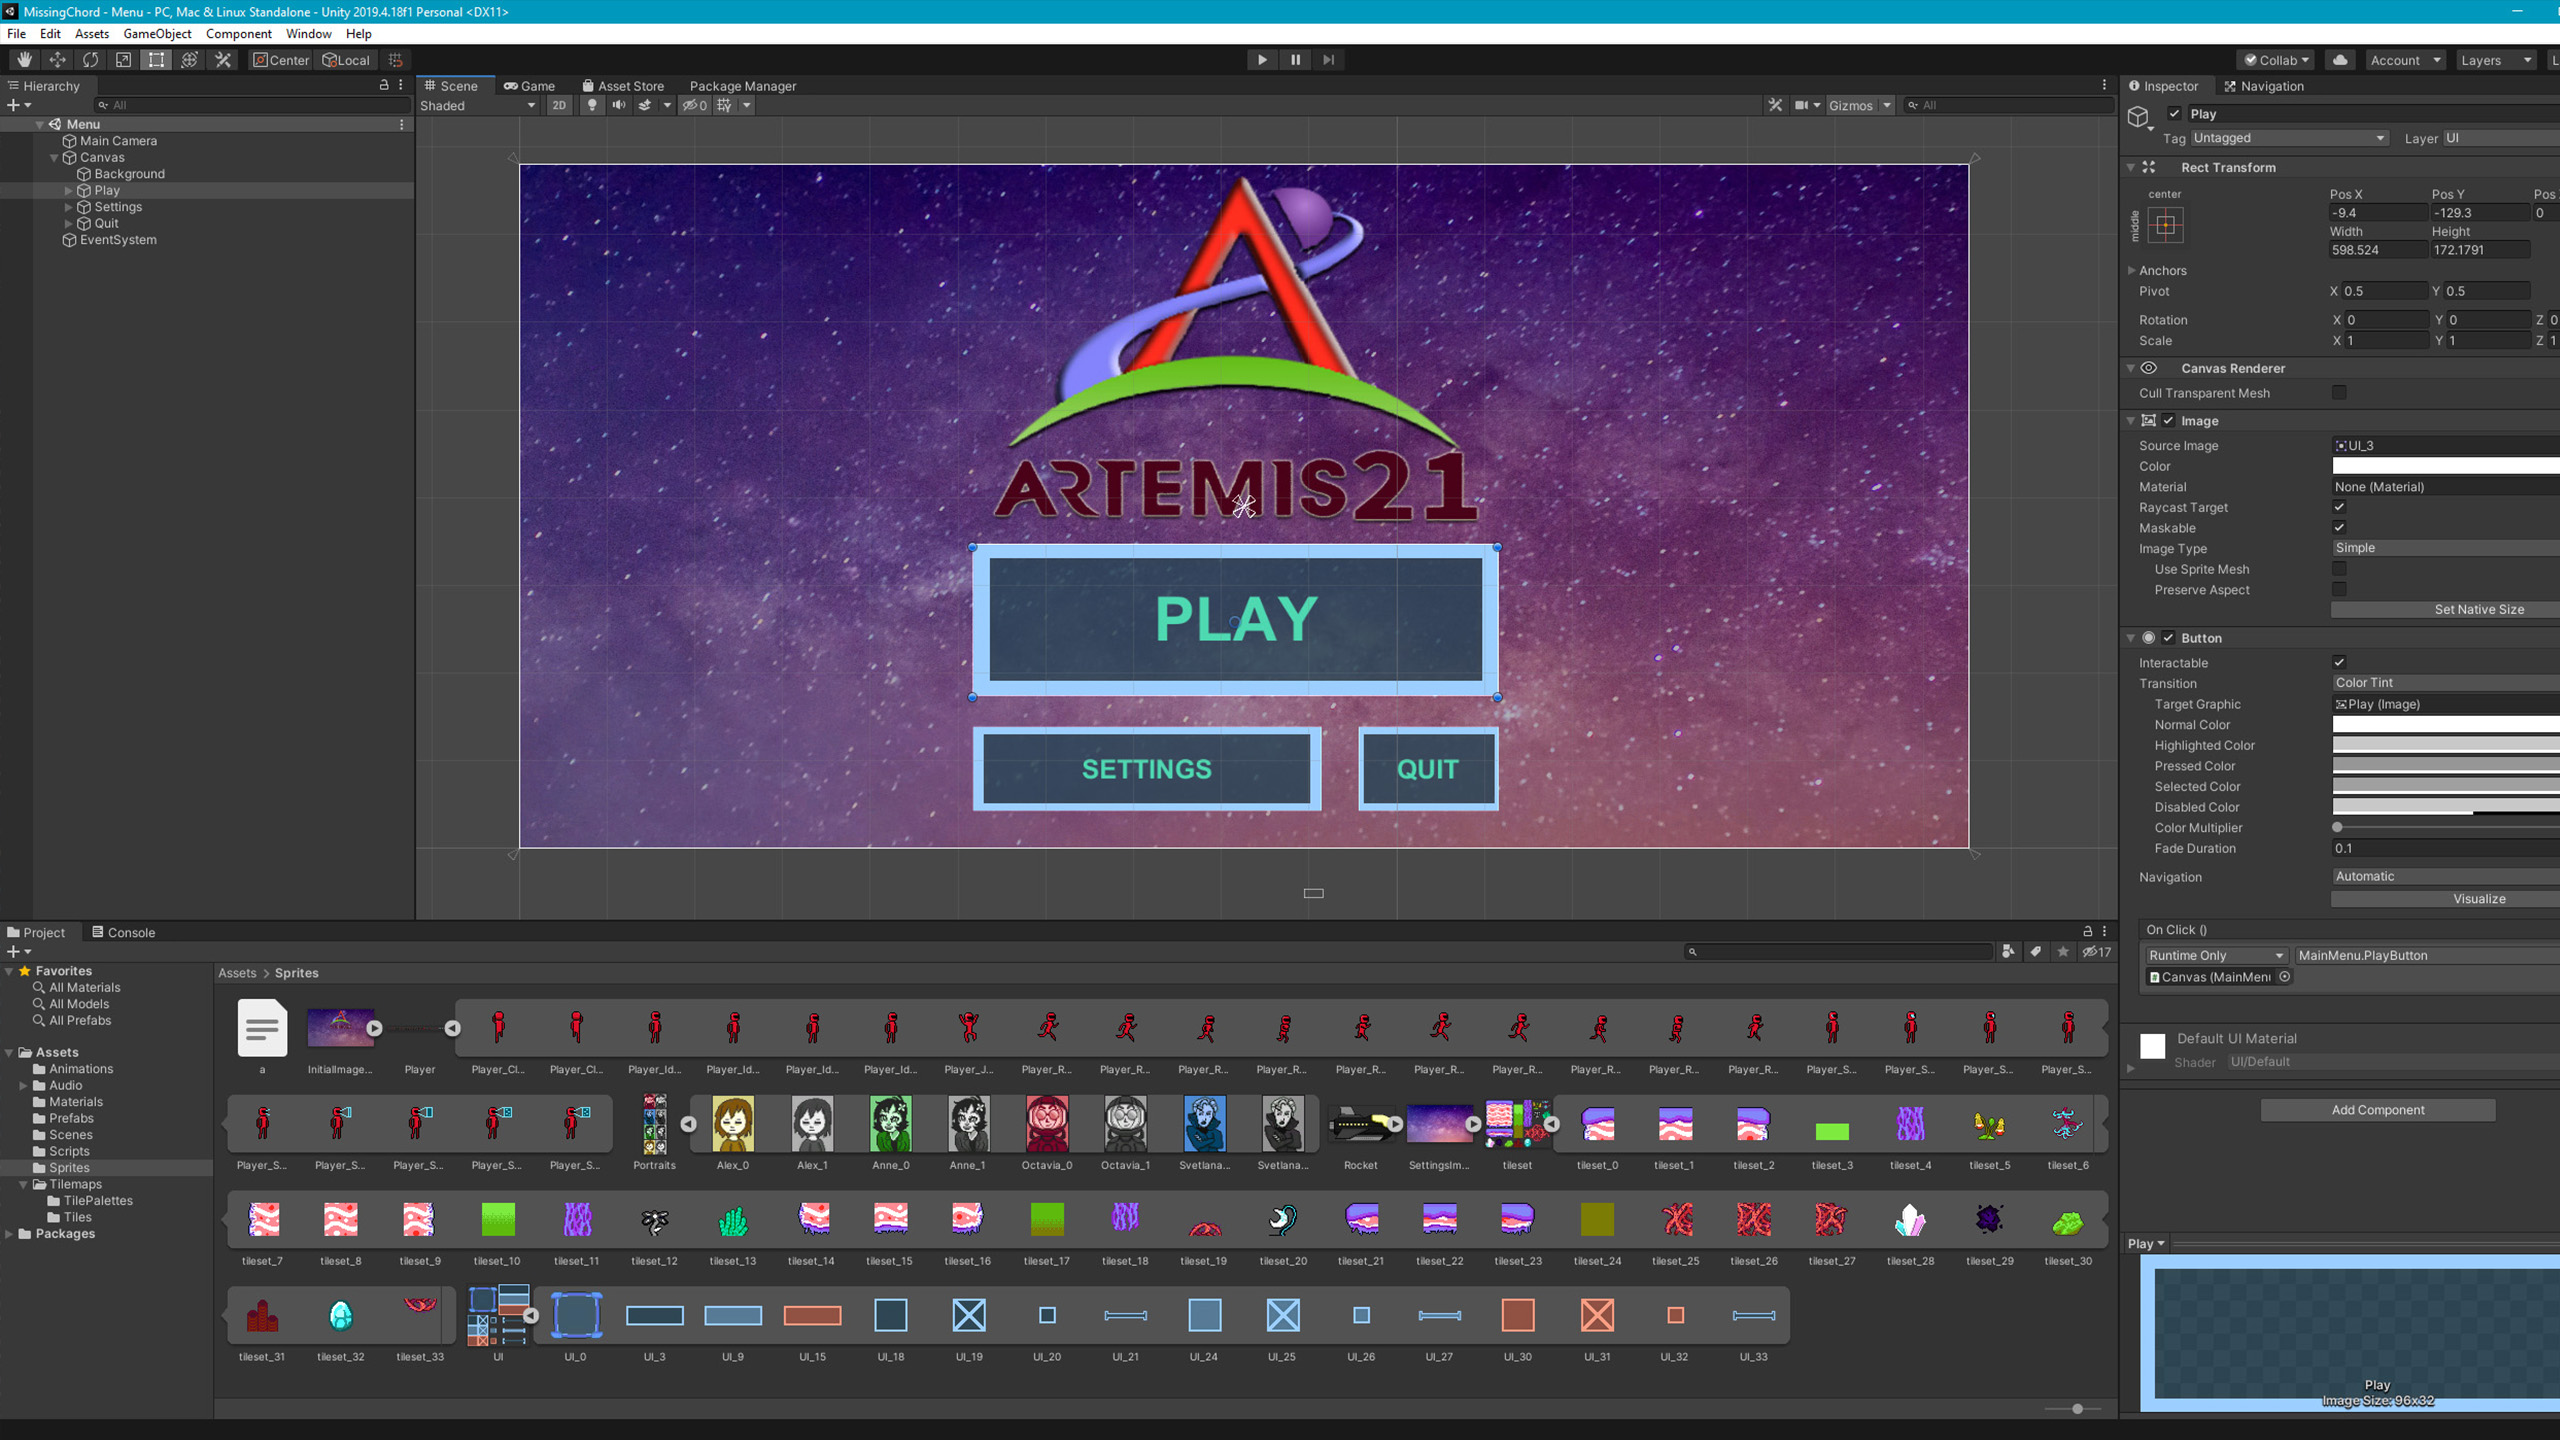 MissingChord - Menu - PC, Mac & Linux Standalone - Unity 2019.4.18f1 Personal <DX11>
File Edit Assets GameObject Component Window Help
Center Local
Collab Account Layers L
Hierarchy
All
Menu
Main Camera
Canvas
Background
Play
Settings
Quit
EventSystem
Scene Game Asset Store Package Manager
Shaded 2D 0 Gizmos All
ARTEMIS21
PLAY
SETTINGS QUIT
Inspector Navigation
Play
Tag Untagged Layer UI
Rect Transform
center
middle
Pos X Pos Y Pos
-9.4 -129.3 0
Width Height
598.524 172.1791
Anchors
Pivot X 0.5 Y 0.5
Rotation X 0 Y 0 Z 0
Scale X 1 Y 1 Z 1
Canvas Renderer
Cull Transparent Mesh
Image
Source Image UI_3
Color
Material None (Material)
Raycast Target
Maskable
Image Type Simple
Use Sprite Mesh
Preserve Aspect
Set Native Size
Button
Interactable
Transition Color Tint
Target Graphic Play (Image)
Normal Color
Highlighted Color
Pressed Color
Selected Color
Disabled Color
Color Multiplier
Fade Duration 0.1
Navigation Automatic
Visualize
On Click ()
Runtime Only MainMenu.PlayButton
Canvas (MainMenu
Default UI Material
Shader UI/Default
Add Component
Play
Play
Image Size: 96x32
Project Console
17
Favorites
All Materials
All Models
All Prefabs
Assets
Animations
Audio
Materials
Prefabs
Scenes
Scripts
Sprites
Tilemaps
TilePalettes
Tiles
Packages
Assets > Sprites
a InitialImage... Player Player_Cl... Player_Cl... Player_Id... Player_Id... Player_Id... Player_Id... Player_J... Player_R... Player_R... Player_R... Player_R... Player_R... Player_R... Player_R... Player_R... Player_R... Player_R... Player_S... Player_S... Player_S... Player_S...
Player_S... Player_S... Player_S... Player_S... Player_S... Portraits Alex_0 Alex_1 Anne_0 Anne_1 Octavia_0 Octavia_1 Svetlana... Svetlana... Rocket SettingsIm... tileset tileset_0 tileset_1 tileset_2 tileset_3 tileset_4 tileset_5 tileset_6
tileset_7 tileset_8 tileset_9 tileset_10 tileset_11 tileset_12 tileset_13 tileset_14 tileset_15 tileset_16 tileset_17 tileset_18 tileset_19 tileset_20 tileset_21 tileset_22 tileset_23 tileset_24 tileset_25 tileset_26 tileset_27 tileset_28 tileset_29 tileset_30
tileset_31 tileset_32 tileset_33 UI UI_0 UI_3 UI_9 UI_15 UI_18 UI_19 UI_20 UI_21 UI_24 UI_25 UI_26 UI_27 UI_30 UI_31 UI_32 UI_33